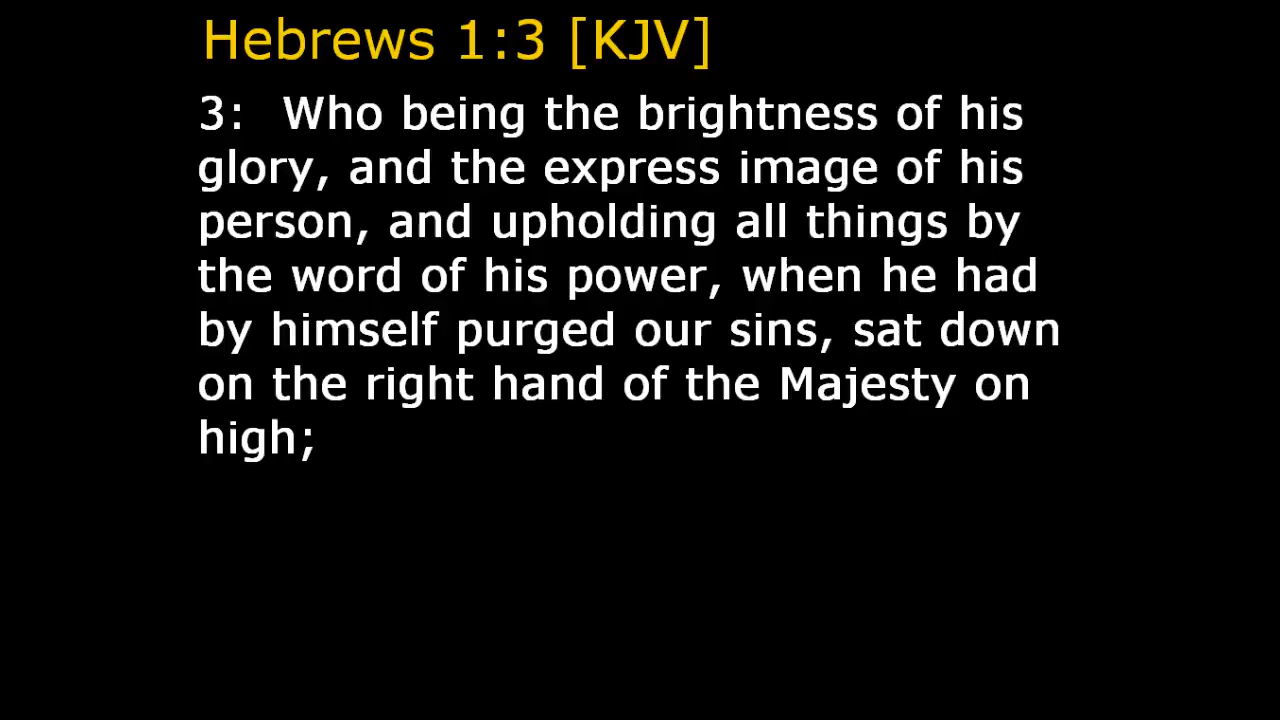 Hebrews 1:3 [KJV]
3:  Who being the brightness of his
glory, and the express image of his
person, and upholding all things by
the word of his power, when he had
by himself purged our sins, sat down
on the right hand of the Majesty on
high;